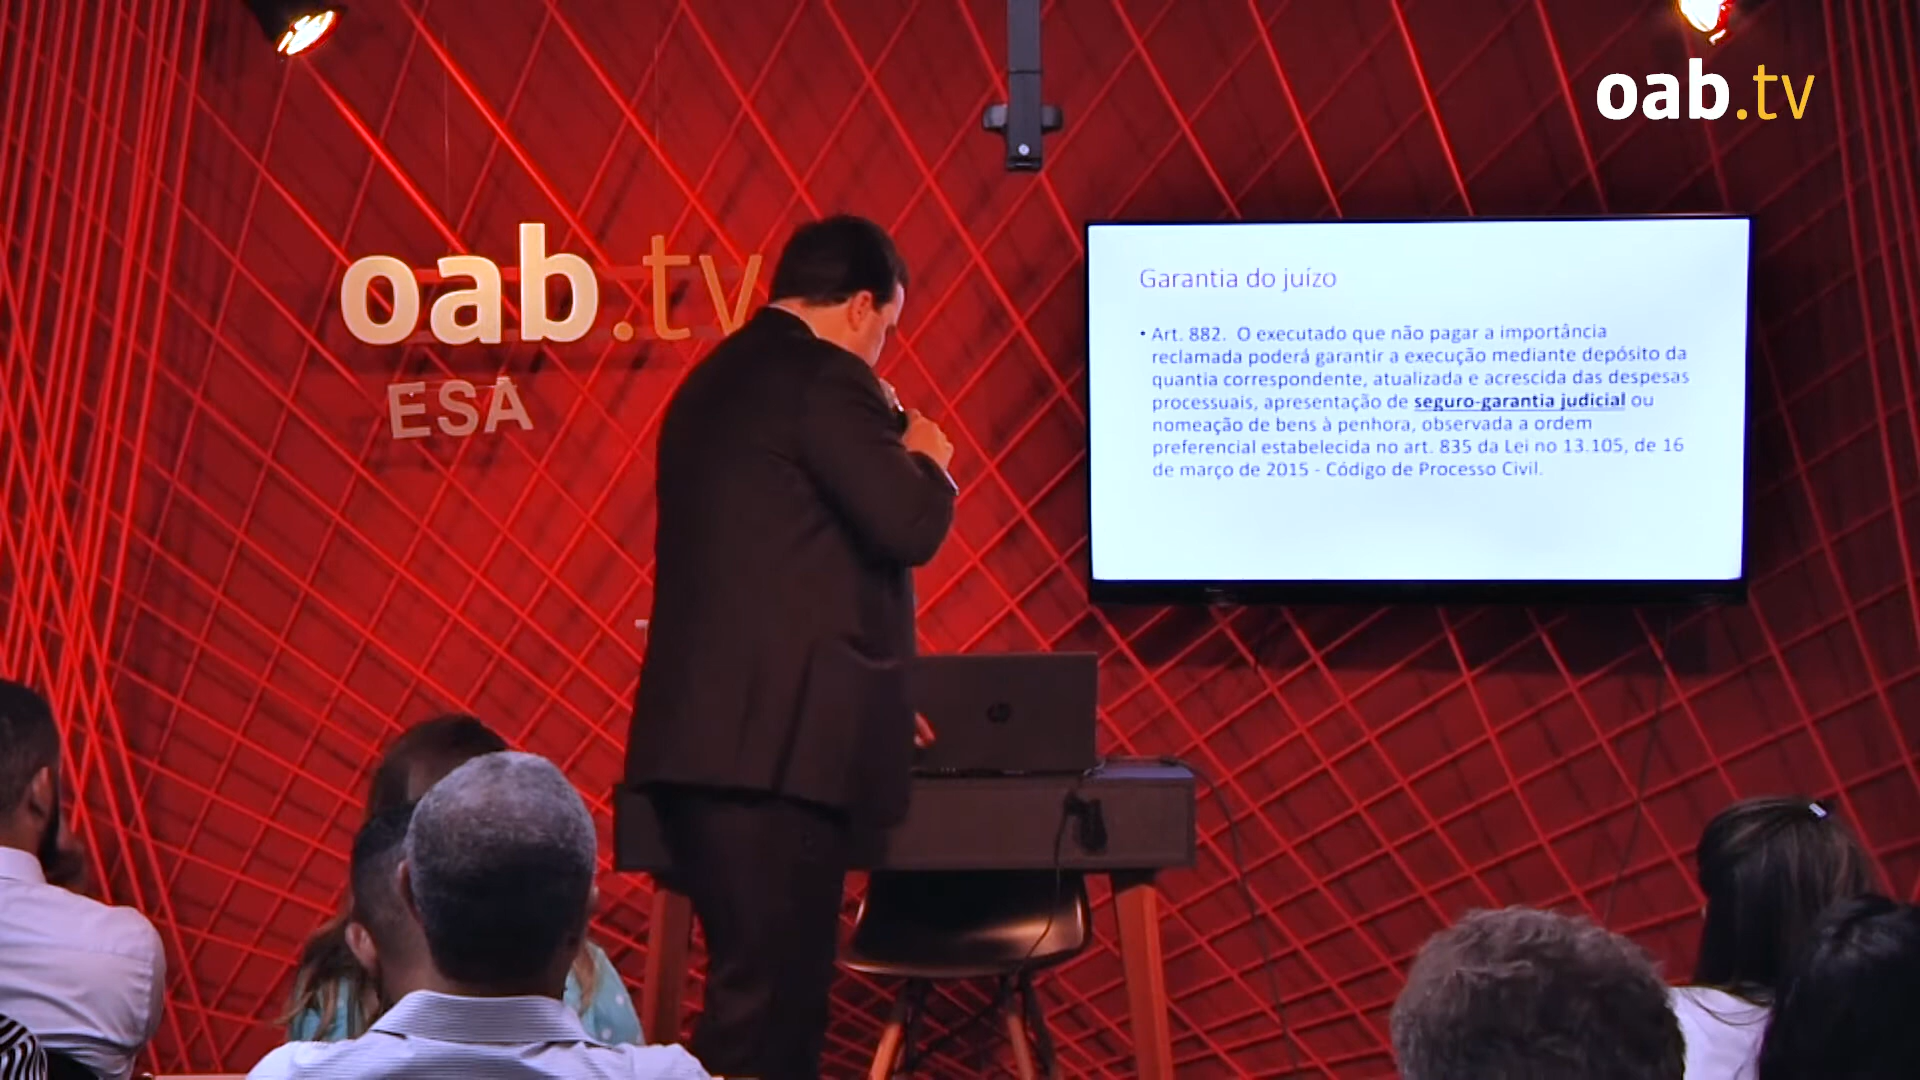 oab.tv
oab.tv
ESA
Garantia do juízo
• Art. 882. O executado que não pagar a importância
reclamada poderá garantir a execução mediante depósito da
quantia correspondente, atualizada e acrescida das despesas
processuais, apresentação de seguro-garantia judicial ou
nomeação de bens à penhora, observada a ordem
preferencial estabelecida no art. 835 da Lei no 13.105, de 16
de março de 2015 - Código de Processo Civil.
hp